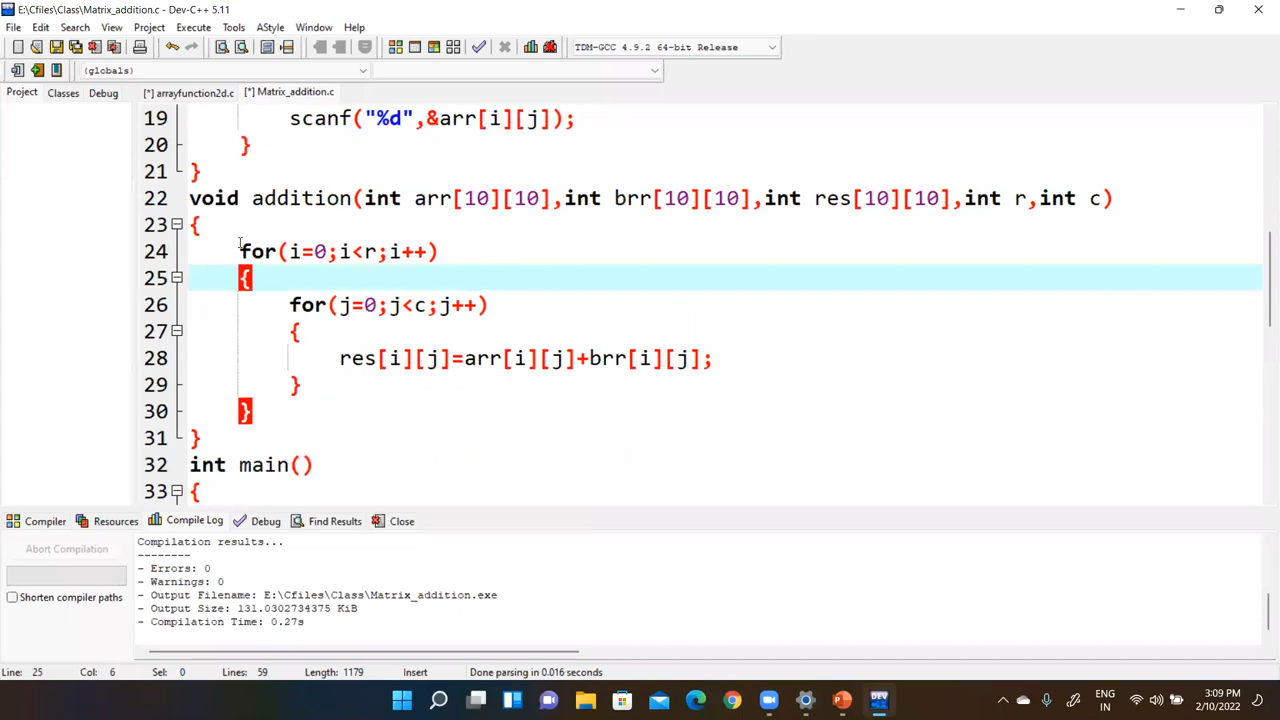 E:\Cfiles\Class\Matrix_addition.c - Dev-C++ 5.11
File Edit Search View Project Execute Tools AStyle Window Help
TDM-GCC 4.9.2 64-bit Release
(globals)
Project Classes Debug
[*] arrayfunction2d.c [*] Matrix_addition.c
19 scanf("%d",&arr[i][j]);
20 }
21 }
22 void addition(int arr[10][10],int brr[10][10],int res[10][10],int r,int c)
23 {
24 for(i=0;i<r;i++)
25 {
26 for(j=0;j<c;j++)
27 {
28 res[i][j]=arr[i][j]+brr[i][j];
29 }
30 }
31 }
32 int main()
33 {
Compiler Resources Compile Log Debug Find Results Close
Abort Compilation
Shorten compiler paths
Compilation results...
--------
- Errors: 0
- Warnings: 0
- Output Filename: E:\Cfiles\Class\Matrix_addition.exe
- Output Size: 131.0302734375 KiB
- Compilation Time: 0.27s
Line: 25 Col: 6 Sel: 0 Lines: 59 Length: 1179 Insert Done parsing in 0.016 seconds
DEV
ENG
IN
3:09 PM
2/10/2022